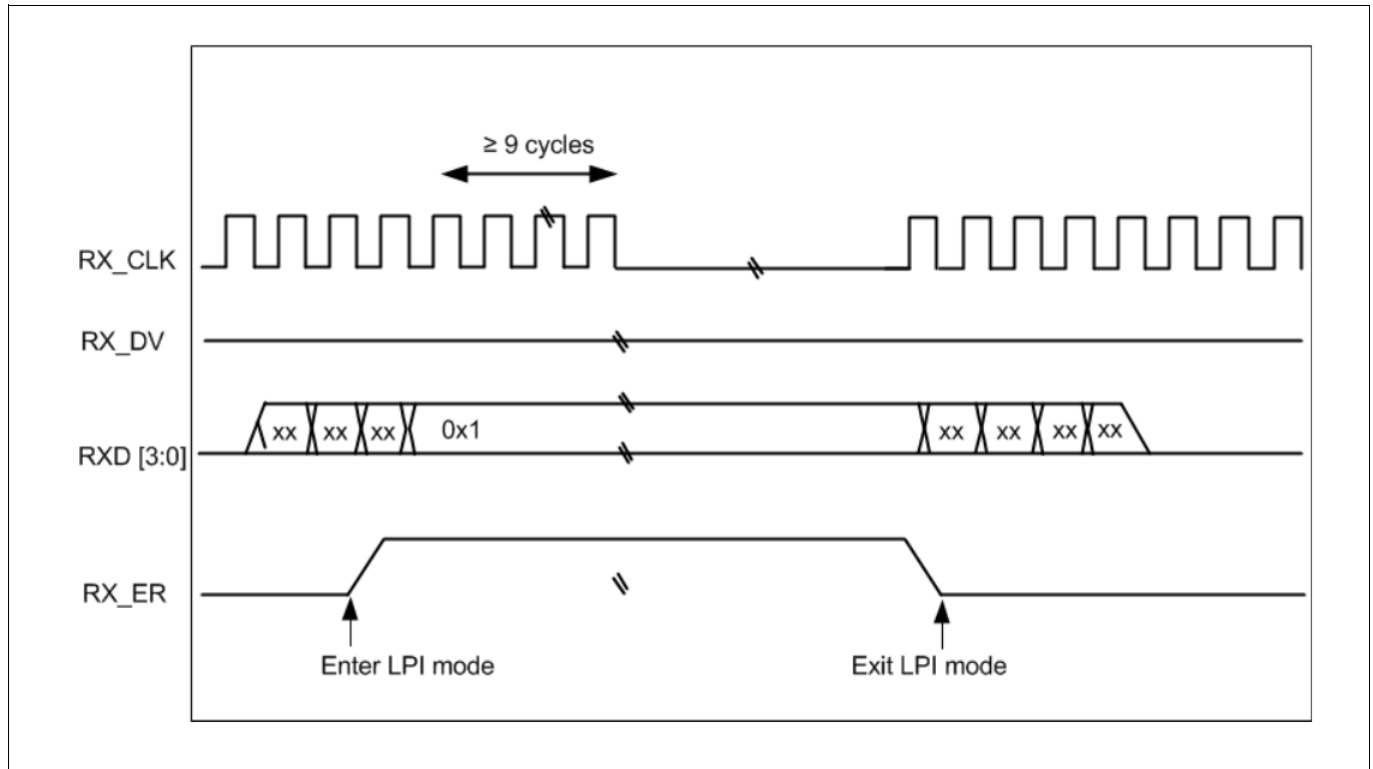 ≥ 9 cycles
RX_CLK
RX_DV
xx xx xx 0x1 xx xx xx xx
RXD [3:0]
RX_ER
Enter LPI mode Exit LPI mode